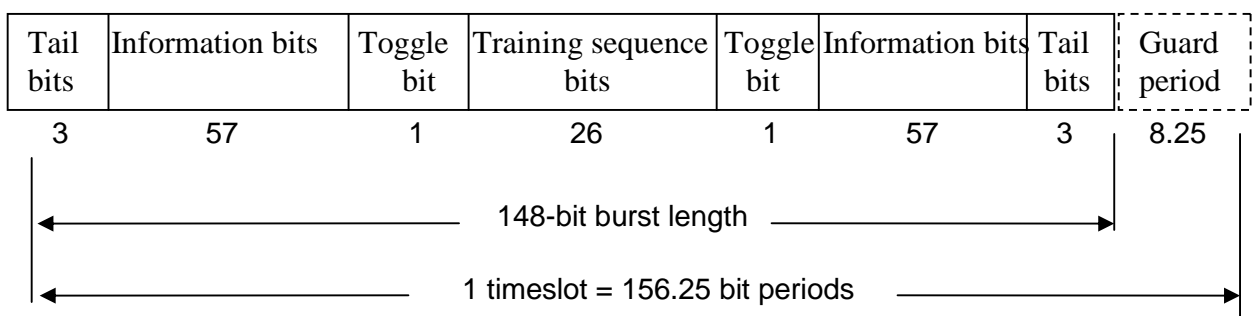 Tail bits
Information bits
Toggle bit
Training sequence bits
Toggle bit
Information bits
Tail bits
Guard period
3 57 1 26 1 57 3 8.25
148-bit burst length
1 timeslot = 156.25 bit periods